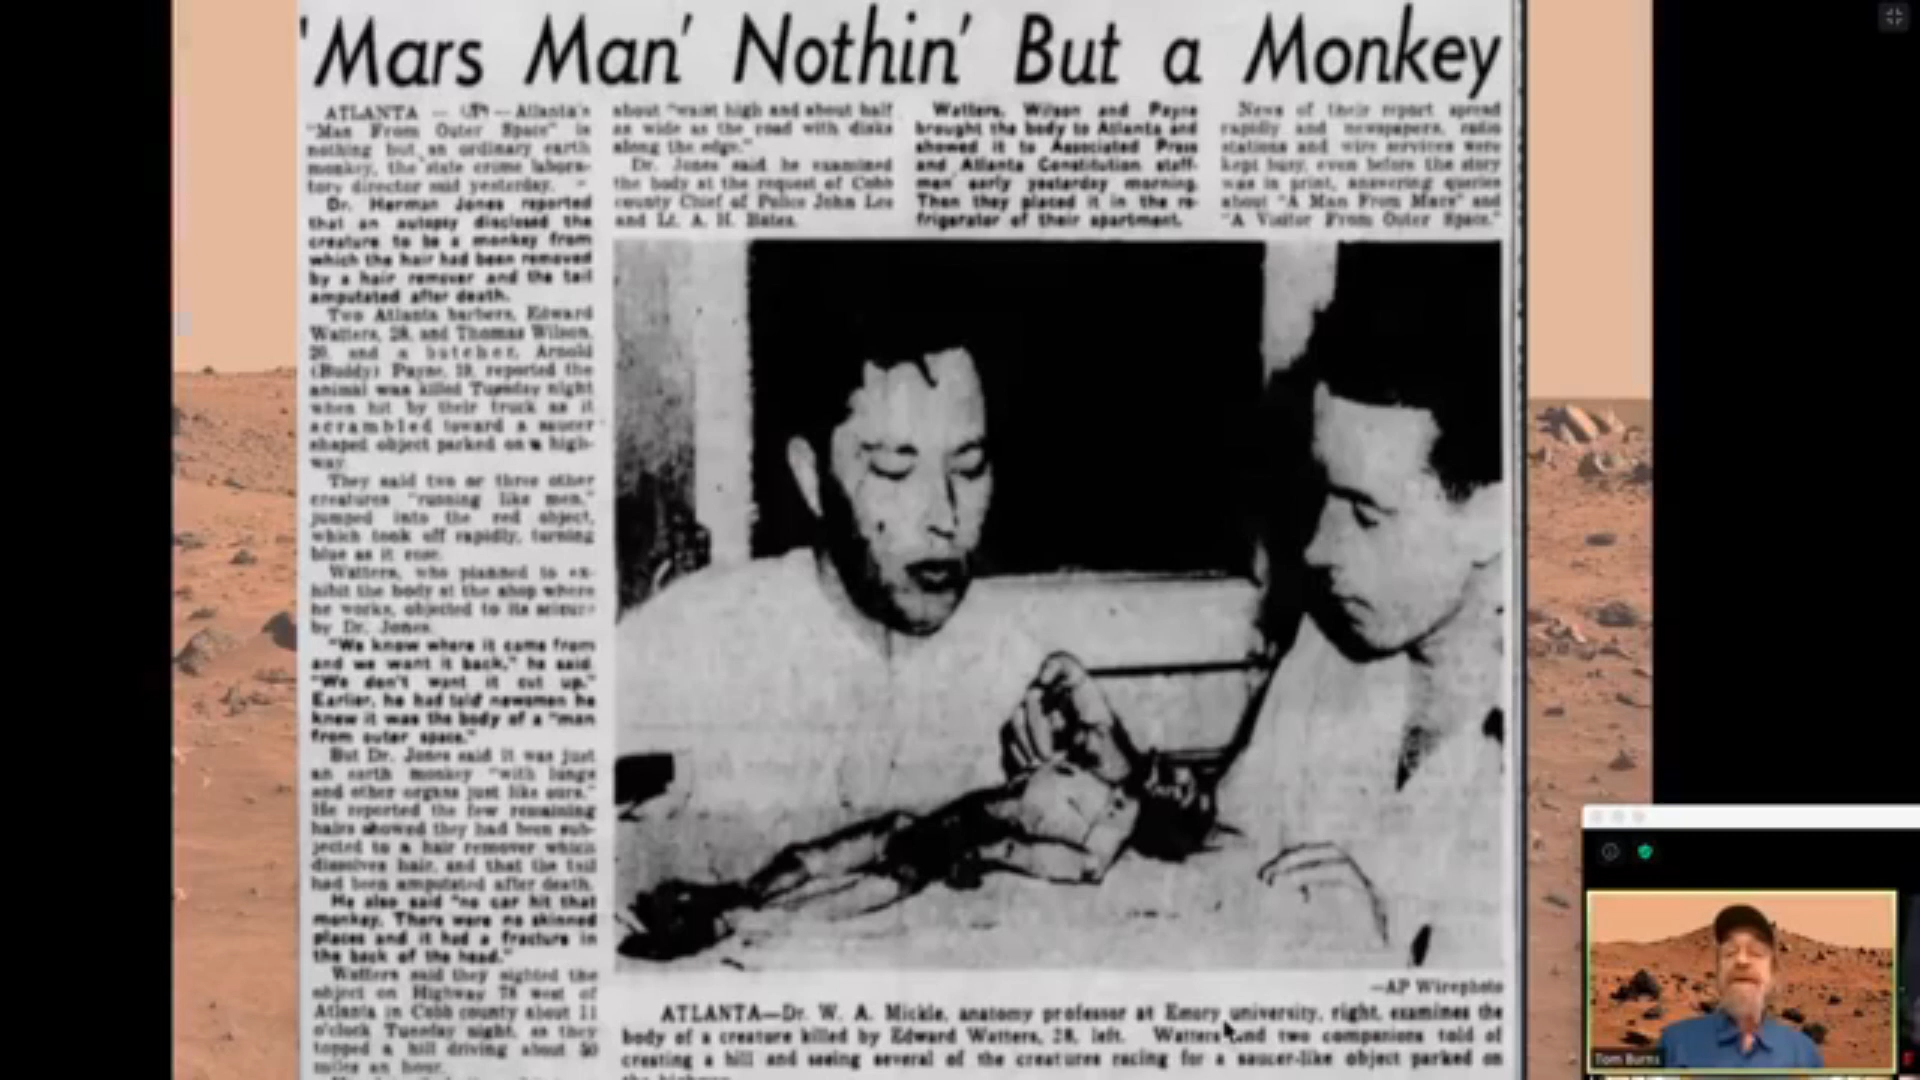 'Mars Man' Nothin' But a Monkey
ATLANTA — (AP) — Atlanta's
"Man From Outer Space" is
nothing but an ordinary earth
monkey, the state crime labora-
tory director said yesterday.
Dr. Herman Jones reported
that an autopsy disclosed the
creature to be a monkey from
which the hair had been removed
by a hair remover and the tail
amputated after death.
Two Atlanta barbers, Edward
Watters, 28, and Thomas Wilson,
20, and a butcher, Arnold
(Buddy) Payne, 19, reported the
animal was killed Tuesday night
when hit by their truck as it
scrambled toward a saucer
shaped object parked on a high-
way.
They said two or three other
creatures "running like men,"
jumped into the red object,
which took off rapidly, turning
blue as it rose.
Watters, who planned to ex-
hibit the body at the shop where
he works, objected to its seizure
by Dr. Jones.
"We know where it came from
and we want it back," he said.
"We don't want it cut up."
Earlier, he had told newsmen he
knew it was the body of a "man
from outer space."
But Dr. Jones said it was just
an earth monkey "with lungs
and other organs just like ours."
He reported the few remaining
hairs showed they had been sub-
jected to a hair remover which
dissolves hair, and that the tail
had been amputated after death.
He also said "no car hit that
monkey. There were no skinned
places and it had a fracture in
the back of the head."
Watters said they sighted the
object on Highway 78 west of
Atlanta in Cobb county about 11
o'clock Tuesday night, as they
topped a hill driving about 50
miles an hour.
about "waist high and about half
as wide as the road with disks
along the edge."
Dr. Jones said he examined
the body at the request of Cobb
county Chief of Police John Lee
and Lt. A. H. Bates.
Watters, Wilson and Payne
brought the body to Atlanta and
showed it to Associated Press
and Atlanta Constitution staff-
men early yesterday morning.
Then they placed it in the re-
frigerator of their apartment.
News of their report spread
rapidly and newspapers, radio
stations and wire services were
kept busy, even before the story
was in print, answering queries
about "A Man From Mars" and
"A Visitor From Outer Space."
—AP Wirephoto
ATLANTA—Dr. W. A. Mickle, anatomy professor at Emory university, right, examines the
body of a creature killed by Edward Watters, 28, left. Watters and two companions told of
creating a hill and seeing several of the creatures racing for a saucer-like object parked on
the highway.
Tom Burns